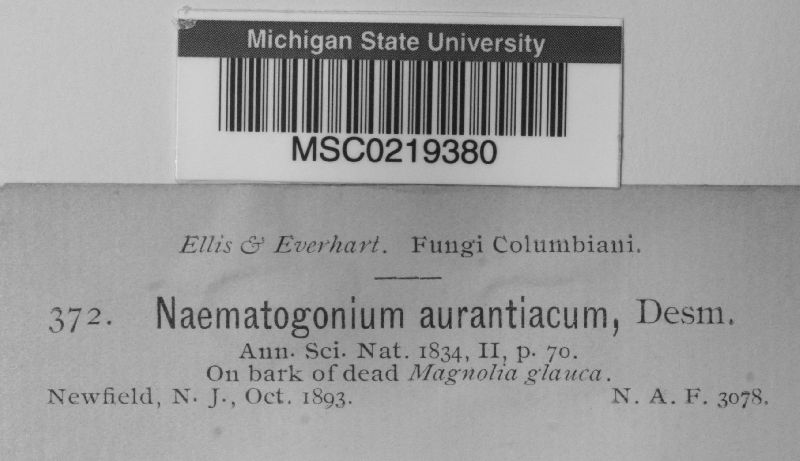 Michigan State University
MSC0219380
Ellis & Everhart. Fungi Columbiani.
372. Naematogonium aurantiacum, Desm.
Ann. Sci. Nat. 1834, II, p. 70.
On bark of dead Magnolia glauca.
Newfield, N. J., Oct. 1893. N. A. F. 3078.